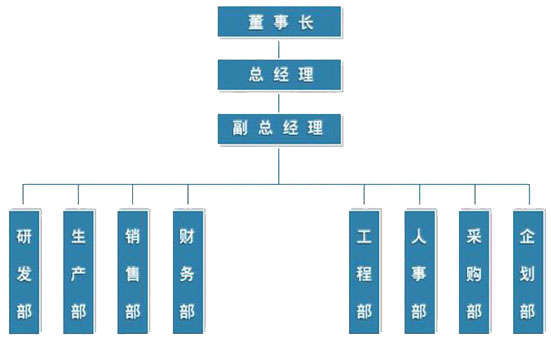 董事长
总经理
副总经理
研发部
生产部
销售部
财务部
工程部
人事部
采购部
企划部